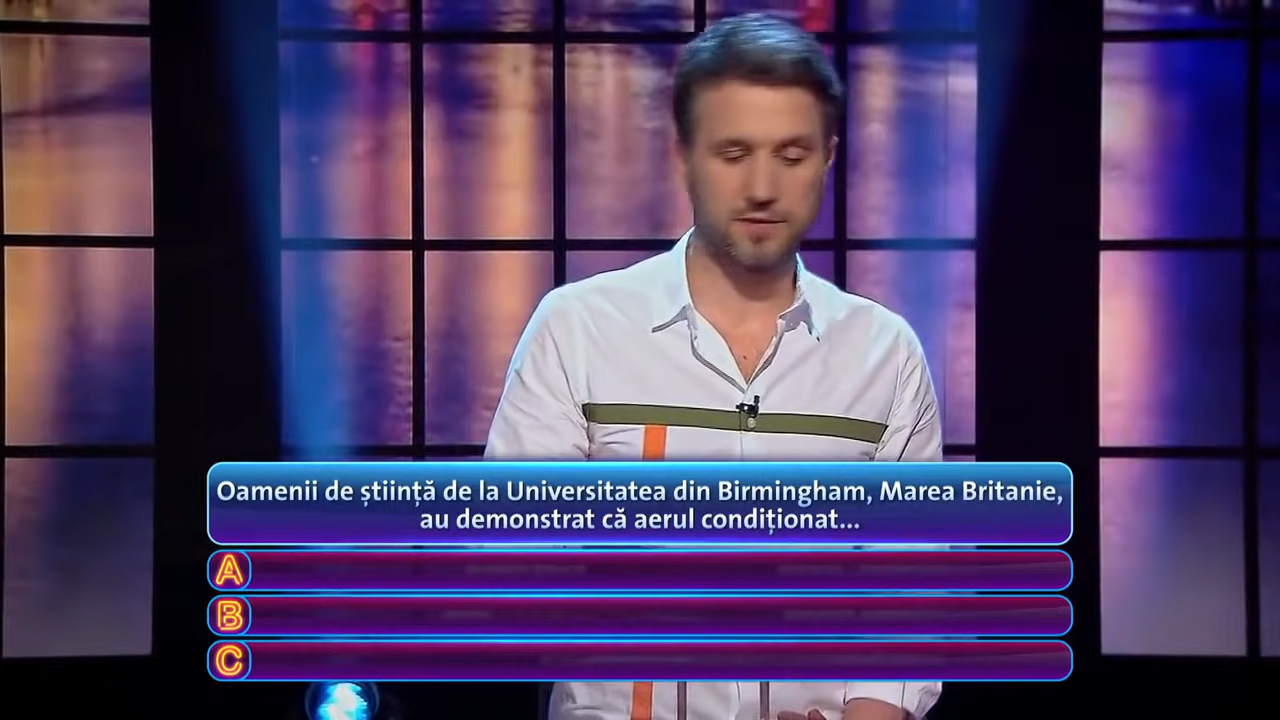 Oamenii de știință de la Universitatea din Birmingham, Marea Britanie,
au demonstrat că aerul condiționat...
A
B
C